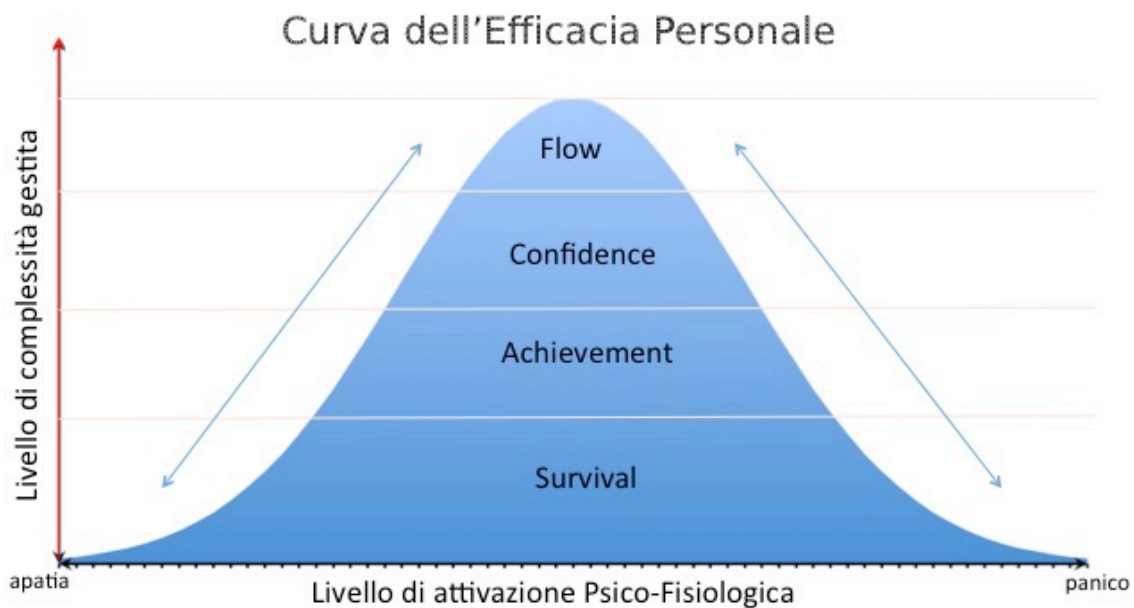 Curva dell'Efficacia Personale
Livello di complessità gestita
Flow
Confidence
Achievement
Survival
apatia
panico
Livello di attivazione Psico-Fisiologica